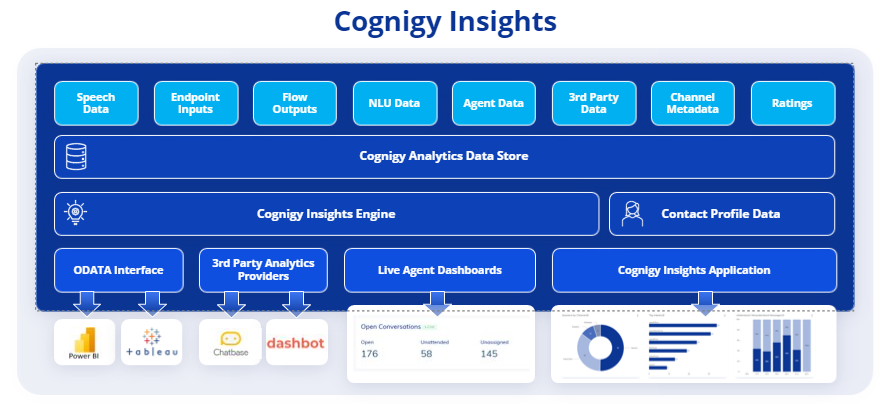 Cognigy Insights
Speech
Data
Endpoint
Inputs
Flow
Outputs
NLU Data
Agent Data
3rd Party
Data
Channel
Metadata
Ratings
Cognigy Analytics Data Store
Cognigy Insights Engine
Contact Profile Data
ODATA Interface
3rd Party Analytics
Providers
Live Agent Dashboards
Cognigy Insights Application
Power BI
+ableau
Chatbase
dashbot
Open Conversations
Open
Unattended
Unassigned
176
58
145